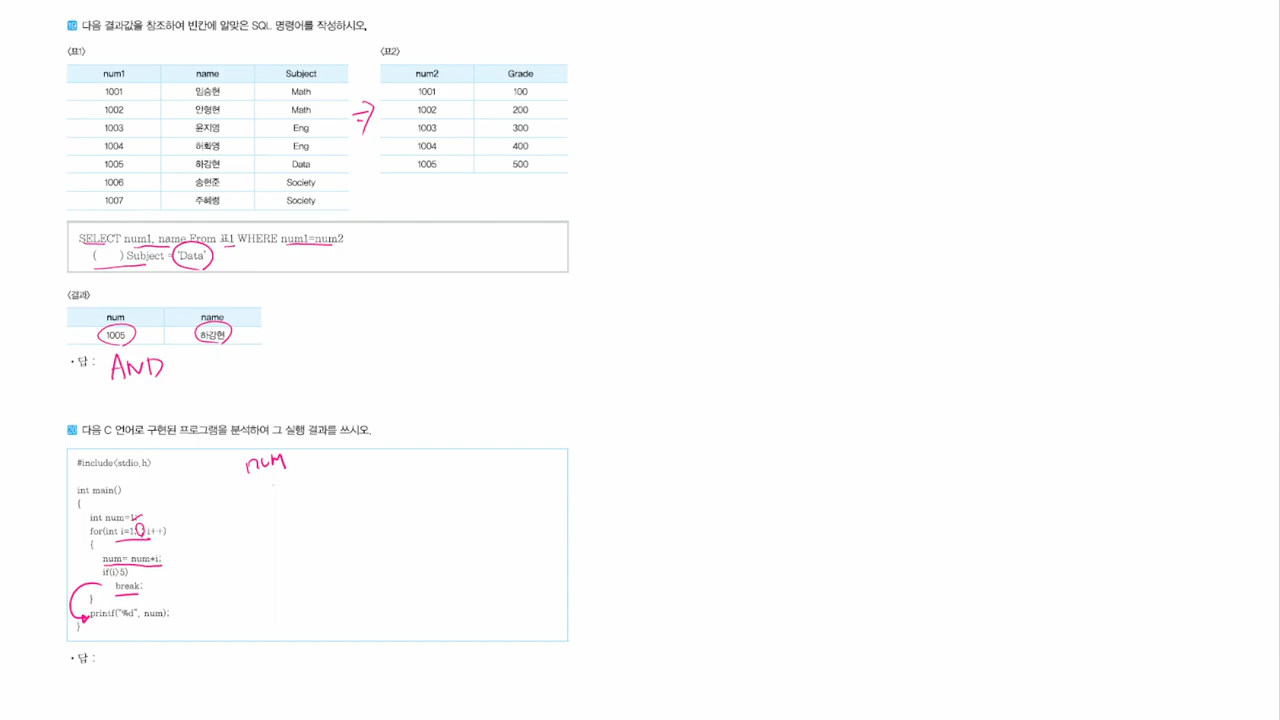 19 다음 결과값을 참조하여 빈칸에 알맞은 SQL 명령어를 작성하시오.
<표1> <표2>
num1 name Subject num2 Grade
1001 임승현 Math 1001 100
1002 안형현 Math 1002 200
1003 윤지영 Eng 1003 300
1004 허확영 Eng 1004 400
1005 하강현 Data 1005 500
1006 송현준 Society
1007 주혜령 Society
SELECT num1, name From 표1 WHERE num1=num2
( ) Subject = 'Data'
<결과>
num name
1005 하강현
• 답 : AND
20 다음 C 언어로 구현된 프로그램을 분석하여 그 실행 결과를 쓰시오.
#include<stdio.h> num
int main()
{
int num=1;
for(int i=1; ; i++)
{
num= num*i;
if(i>5)
break;
}
printf("%d", num);
}
• 답 :